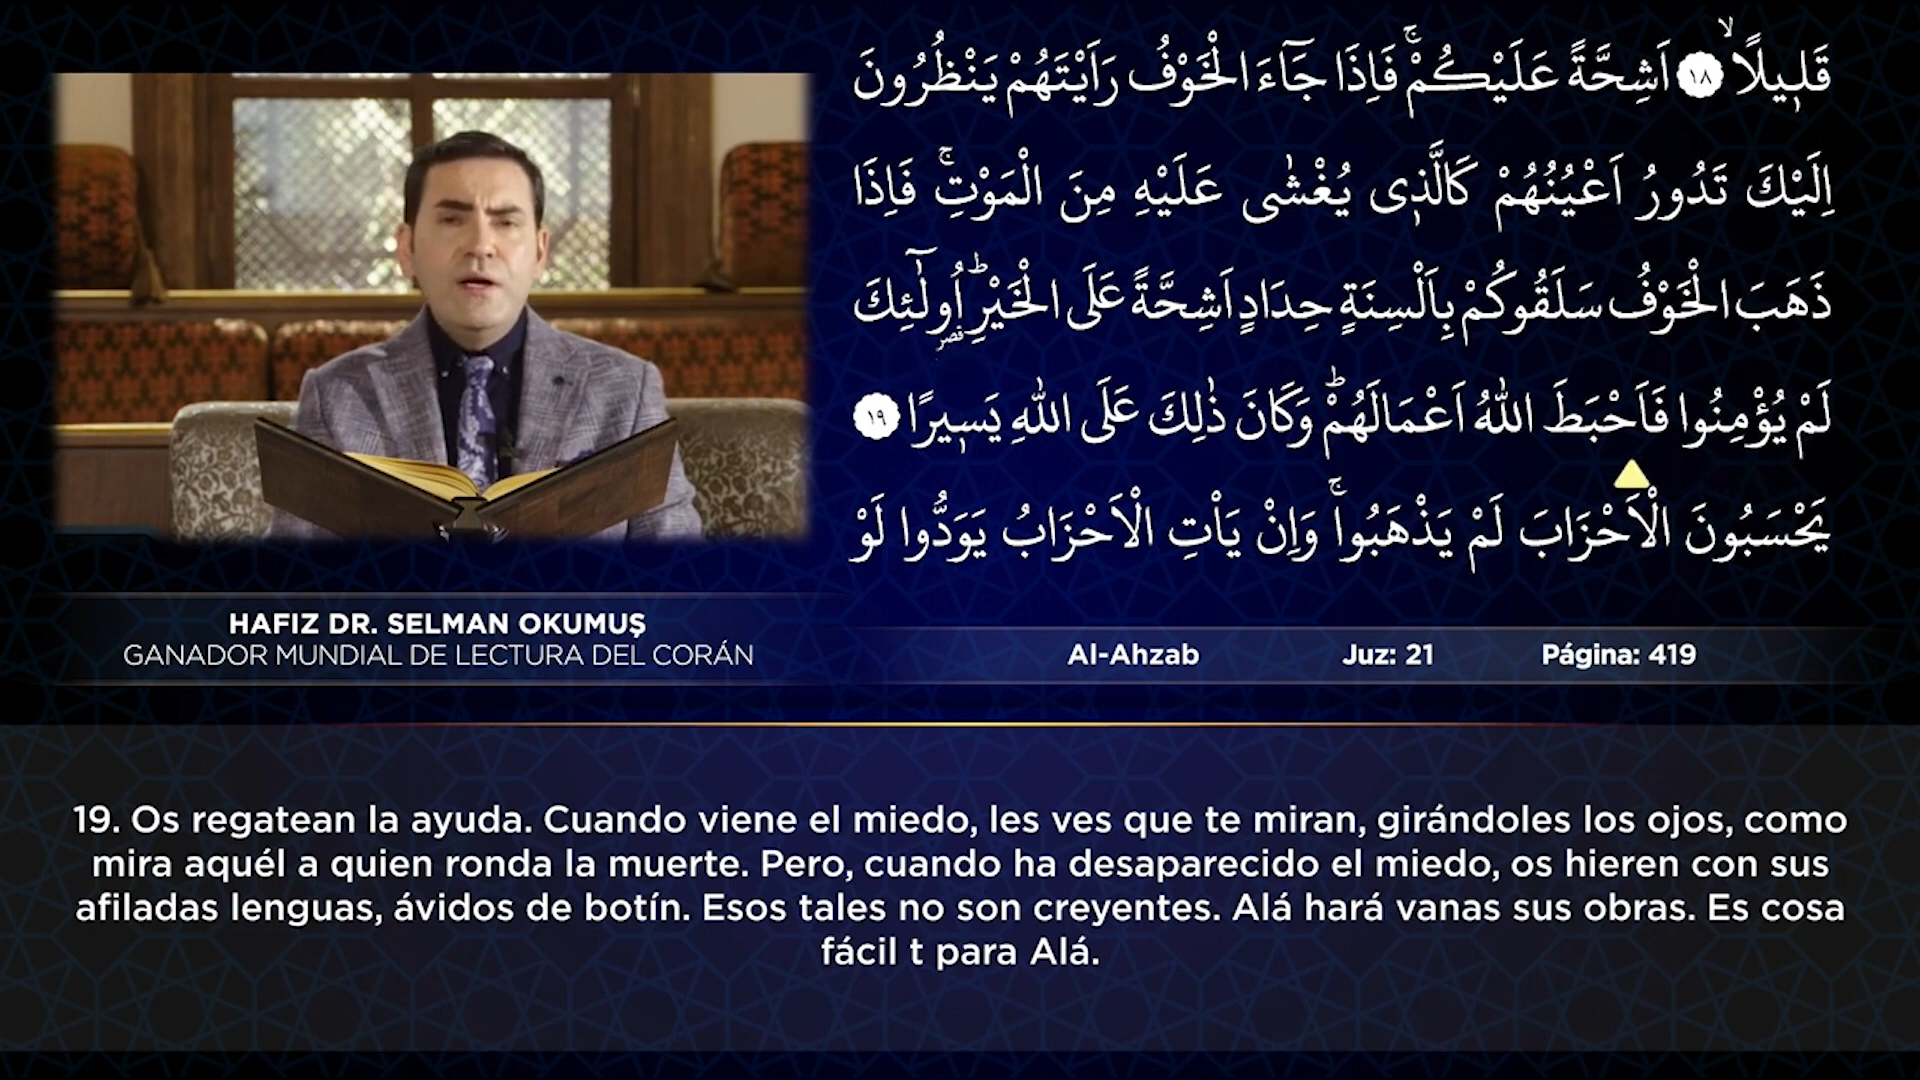 قَلِيلًاۙ ﴿١٨﴾ اَشِحَّةً عَلَيْكُمْۚ فَاِذَا جَٓاءَ الْخَوْفُ رَاَيْتَهُمْ يَنْظُرُونَ
اِلَيْكَ تَدُورُ اَعْيُنُهُمْ كَالَّذ۪ى يُغْشٰى عَلَيْهِ مِنَ الْمَوْتِۚ فَاِذَا
ذَهَبَ الْخَوْفُ سَلَقُوكُمْ بِاَلْسِنَةٍ حِدَادٍ اَشِحَّةً عَلَى الْخَيْرِؕ اُو۬لٰٓئِكَ
قصر
لَمْ يُؤْمِنُوا فَاَحْبَطَ اللّٰهُ اَعْمَالَهُمْؕ وَكَانَ ذٰلِكَ عَلَى اللّٰهِ يَس۪يرًا ﴿١٩﴾
يَحْسَبُونَ الْاَحْزَابَ لَمْ يَذْهَبُواۚ وَاِنْ يَاْتِ الْاَحْزَابُ يَوَدُّوا لَوْ
HAFIZ DR. SELMAN OKUMUŞ
GANADOR MUNDIAL DE LECTURA DEL CORÁN
Al-Ahzab Juz: 21 Página: 419
19. Os regatean la ayuda. Cuando viene el miedo, les ves que te miran, girándoles los ojos, como
mira aquél a quien ronda la muerte. Pero, cuando ha desaparecido el miedo, os hieren con sus
afiladas lenguas, ávidos de botín. Esos tales no son creyentes. Alá hará vanas sus obras. Es cosa
fácil t para Alá.